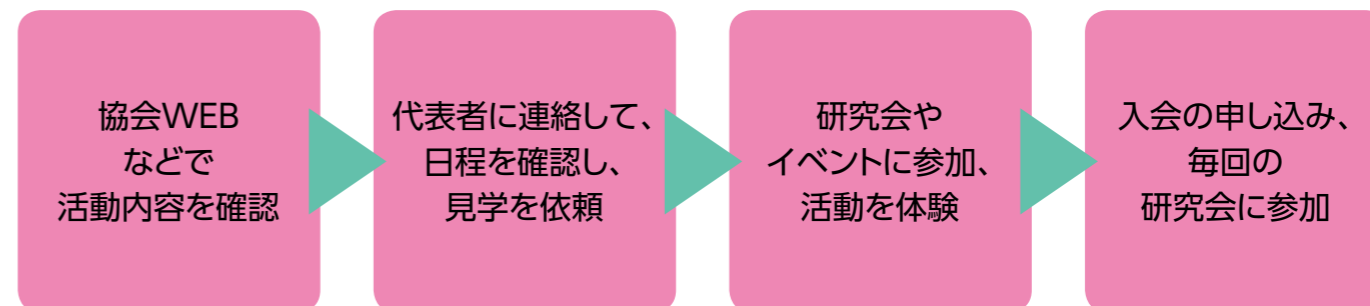 協会WEB
などで
活動内容を確認
代表者に連絡して、
日程を確認し、
見学を依頼
研究会や
イベントに参加、
活動を体験
入会の申し込み、
毎回の
研究会に参加